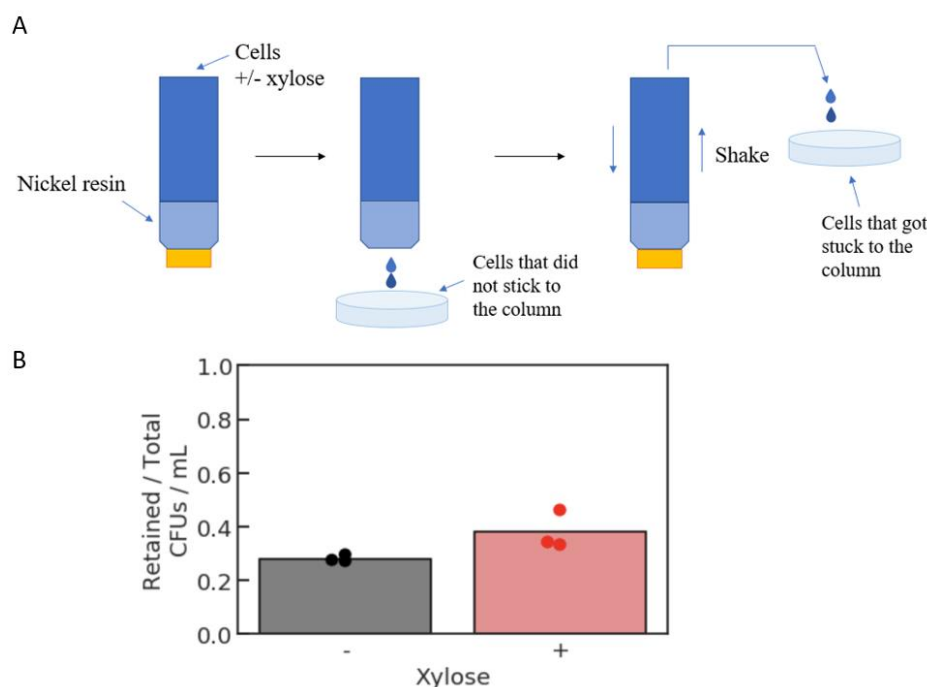 A
Cells
+/- xylose
Nickel resin
Cells that did
not stick to
the column
Shake
Cells that got
stuck to the
column
B
Retained / Total
CFUs / mL
1.0
0.8
0.6
0.4
0.2
0.0
-
+
Xylose